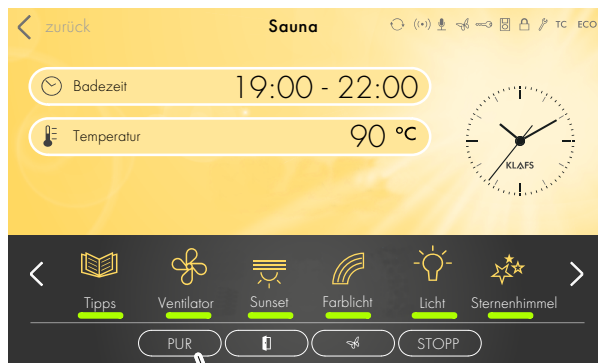 zurück
Sauna
TC ECO
Badezeit 19:00 - 22:00
Temperatur 90 °C
KLAFS
Tipps Ventilator Sunset Farblicht Licht Sternenhimmel
PUR STOPP